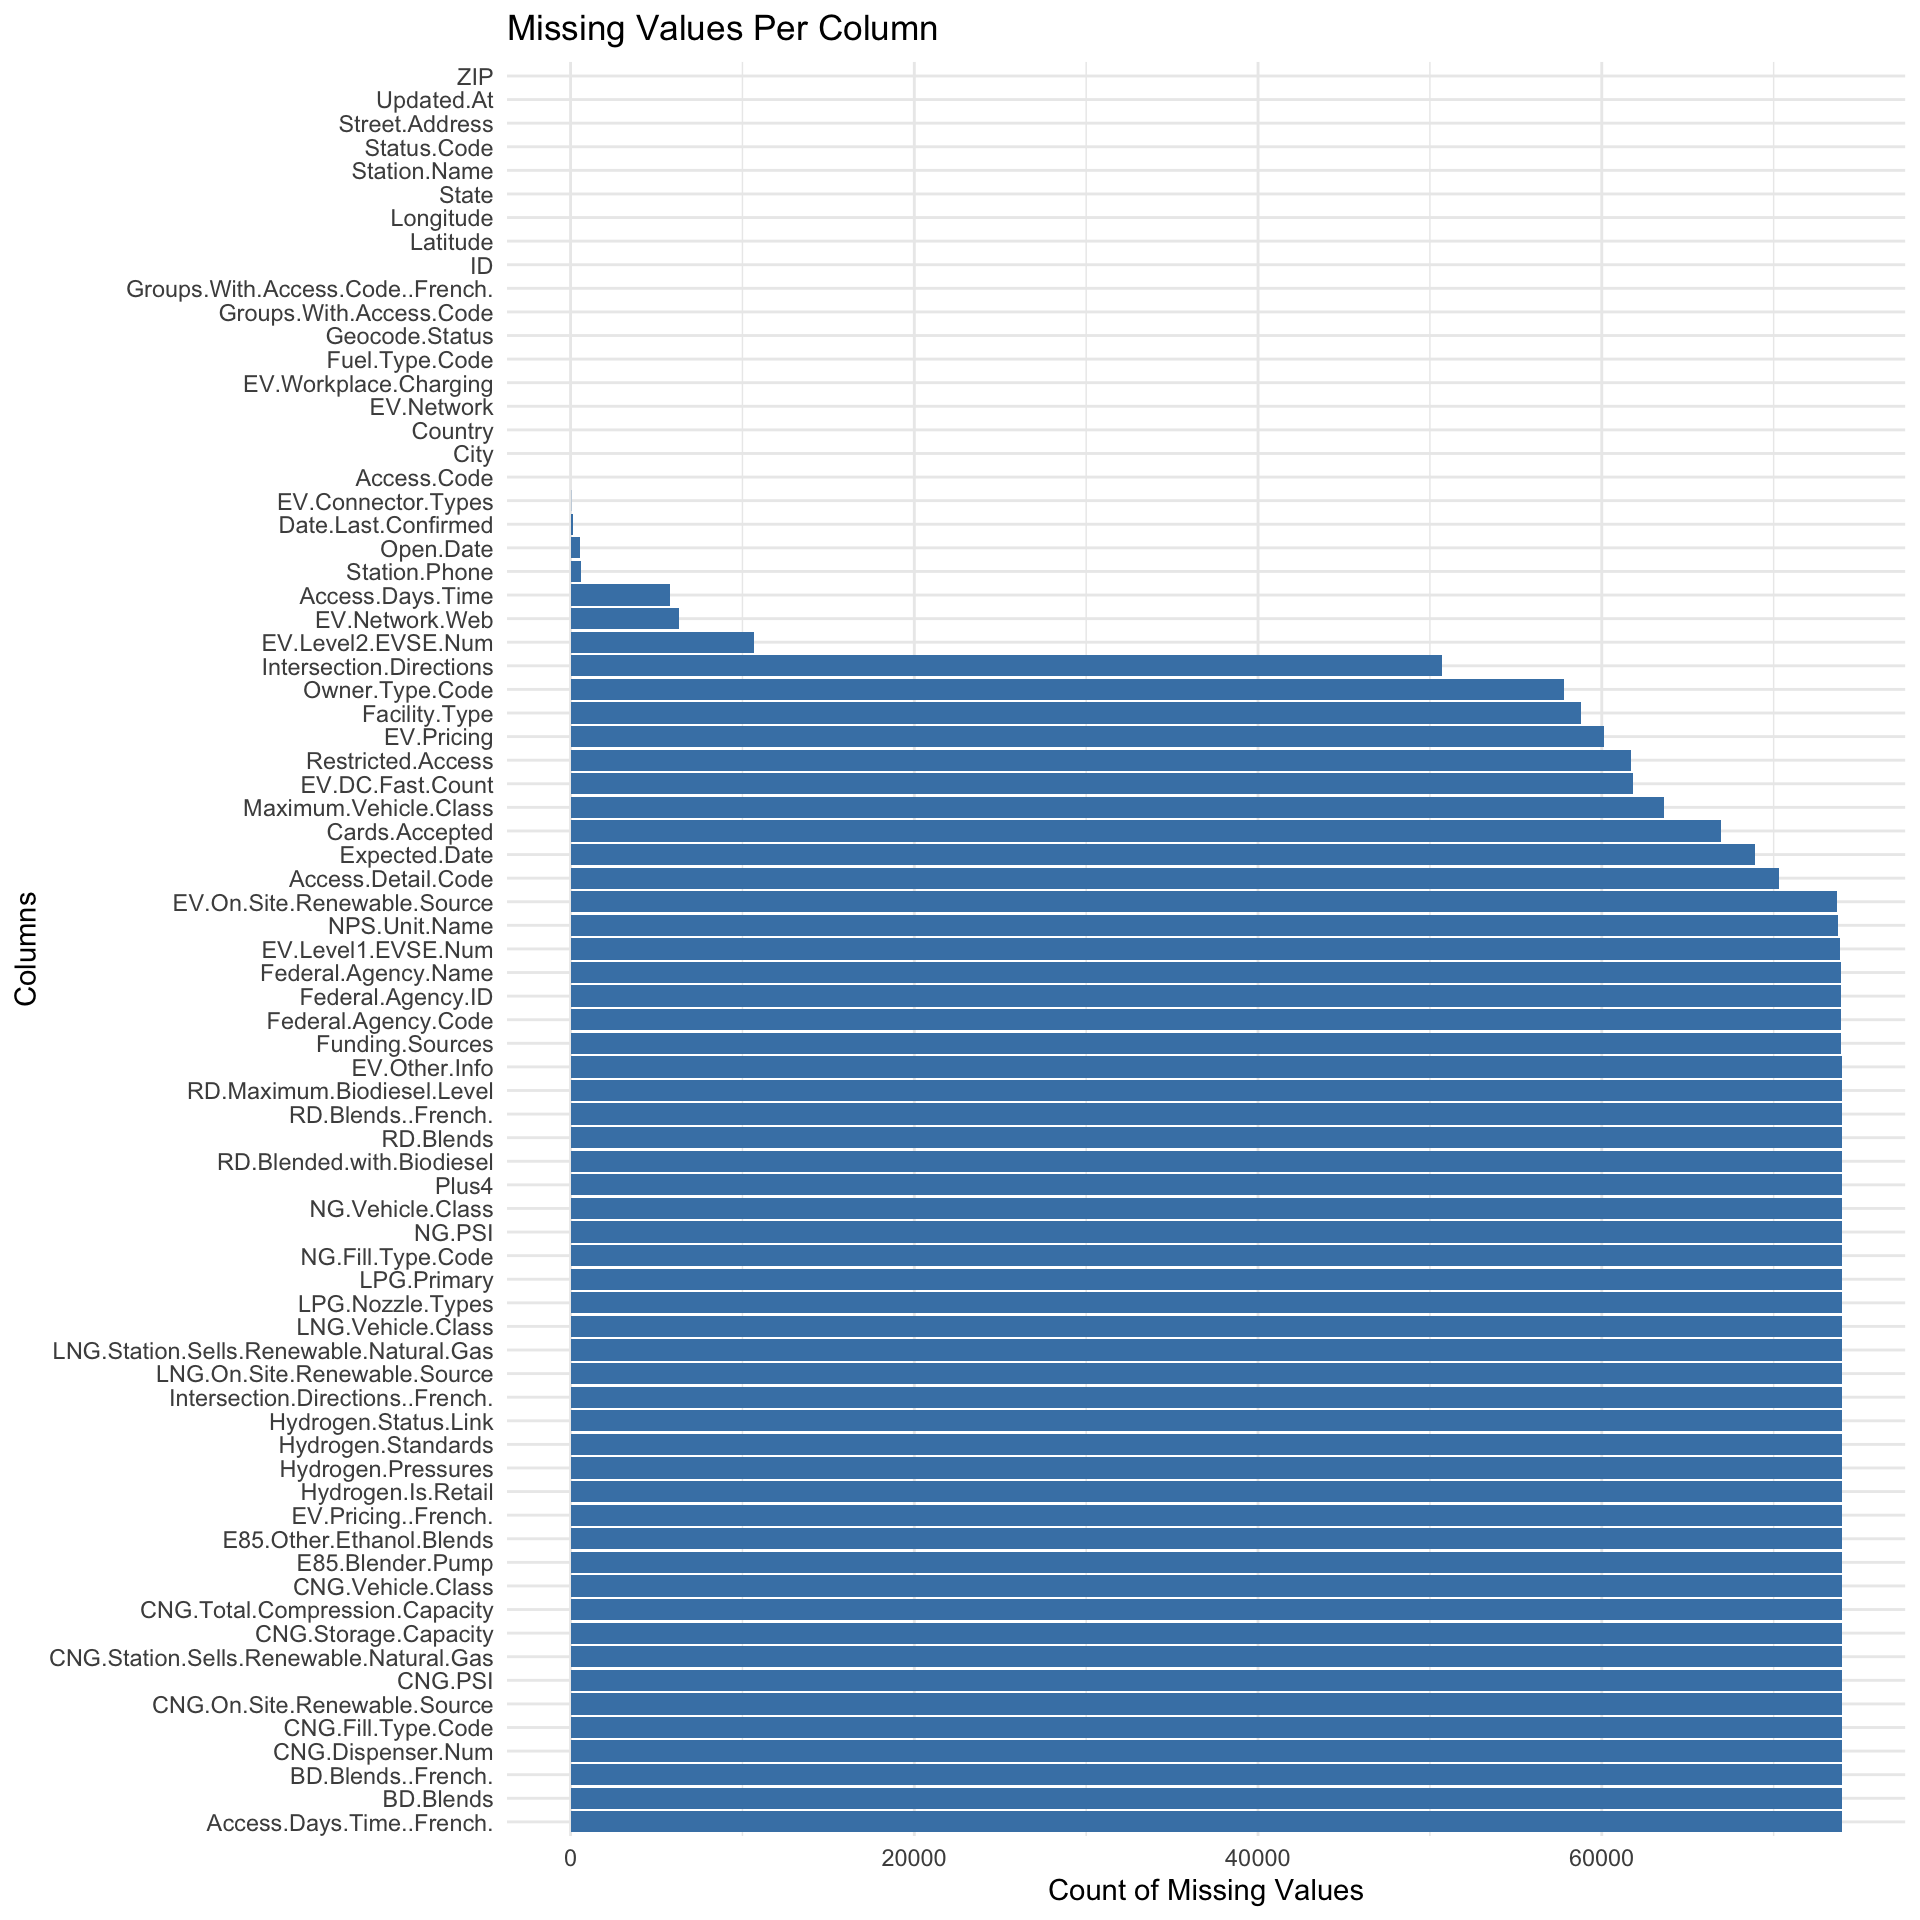 Missing Values Per Column
ZIP
Updated.At
Street.Address
Status.Code
Station.Name
State
Longitude
Latitude
ID
Groups.With.Access.Code..French.
Groups.With.Access.Code
Geocode.Status
Fuel.Type.Code
EV.Workplace.Charging
EV.Network
Country
City
Access.Code
EV.Connector.Types
Date.Last.Confirmed
Open.Date
Station.Phone
Access.Days.Time
EV.Network.Web
EV.Level2.EVSE.Num
Intersection.Directions
Owner.Type.Code
Facility.Type
EV.Pricing
Restricted.Access
EV.DC.Fast.Count
Maximum.Vehicle.Class
Cards.Accepted
Expected.Date
Access.Detail.Code
EV.On.Site.Renewable.Source
NPS.Unit.Name
EV.Level1.EVSE.Num
Federal.Agency.Name
Federal.Agency.ID
Federal.Agency.Code
Funding.Sources
EV.Other.Info
RD.Maximum.Biodiesel.Level
RD.Blends..French.
RD.Blends
RD.Blended.with.Biodiesel
Plus4
NG.Vehicle.Class
NG.PSI
NG.Fill.Type.Code
LPG.Primary
LPG.Nozzle.Types
LNG.Vehicle.Class
LNG.Station.Sells.Renewable.Natural.Gas
LNG.On.Site.Renewable.Source
Intersection.Directions..French.
Hydrogen.Status.Link
Hydrogen.Standards
Hydrogen.Pressures
Hydrogen.Is.Retail
EV.Pricing..French.
E85.Other.Ethanol.Blends
E85.Blender.Pump
CNG.Vehicle.Class
CNG.Total.Compression.Capacity
CNG.Storage.Capacity
CNG.Station.Sells.Renewable.Natural.Gas
CNG.PSI
CNG.On.Site.Renewable.Source
CNG.Fill.Type.Code
CNG.Dispenser.Num
BD.Blends..French.
BD.Blends
Access.Days.Time..French.
Columns
0 20000 40000 60000
Count of Missing Values